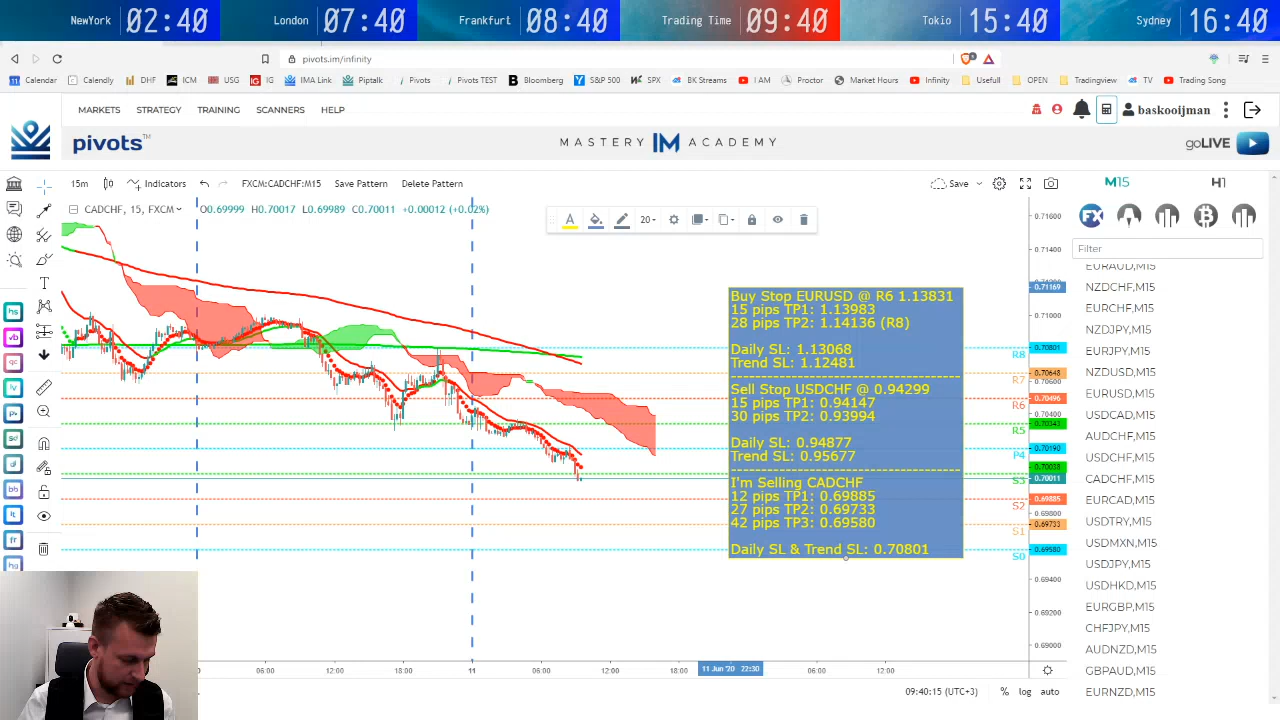 NewYork 02:40 London 07:40 Frankfurt 08:40 Trading Time 09:40 Tokio 15:40 Sydney 16:40
pivots.im/infinity
Calendar Calendly DHF ICM USG IG IMA Link Piptalk Pivots Pivots TEST Bloomberg S&P 500 SPX BK Streams I AM Proctor Market Hours Infinity Usefull OPEN Tradingview TV Trading Song
MARKETS STRATEGY TRAINING SCANNERS HELP baskooijman
pivots™ MASTERY IM ACADEMY goLIVE
15m Indicators FXCM:CADCHF:M15 Save Pattern Delete Pattern Save M15 H1
CADCHF, 15, FXCM O0.69999 H0.70017 L0.69989 C0.70011 +0.00012 (+0.02%)
20
Filter
0.71600
0.71400
0.71169
0.71000
0.70801
R8
0.70648
R7
0.70600
0.70496
R6
0.70400
0.70343
R5
0.70190
P4
0.70038
S3
0.70011
0.69885
S2
0.69800
0.69733
S1
0.69580
S0
0.69400
0.69200
0.69000
Buy Stop EURUSD @ R6 1.13831
15 pips TP1: 1.13983
28 pips TP2: 1.14136 (R8)
Daily SL: 1.13068
Trend SL: 1.12481
Sell Stop USDCHF @ 0.94299
15 pips TP1: 0.94147
30 pips TP2: 0.93994
Daily SL: 0.94877
Trend SL: 0.95677
I'm Selling CADCHF
12 pips TP1: 0.69885
27 pips TP2: 0.69733
42 pips TP3: 0.69580
Daily SL & Trend SL: 0.70801
EURAUD,M15
NZDCHF,M15
EURCHF,M15
NZDJPY,M15
EURJPY,M15
NZDUSD,M15
EURUSD,M15
USDCAD,M15
AUDCHF,M15
USDCHF,M15
CADCHF,M15
EURCAD,M15
USDTRY,M15
USDMXN,M15
USDJPY,M15
USDHKD,M15
EURGBP,M15
CHFJPY,M15
AUDNZD,M15
GBPAUD,M15
EURNZD,M15
hs
vb
qc
lv
P+
sd
dl
bb
lt
fr
hg
06:00 12:00 18:00 11 06:00 12:00 11 Jun '20 22:30 06:00 12:00
09:40:15 (UTC+3) % log auto